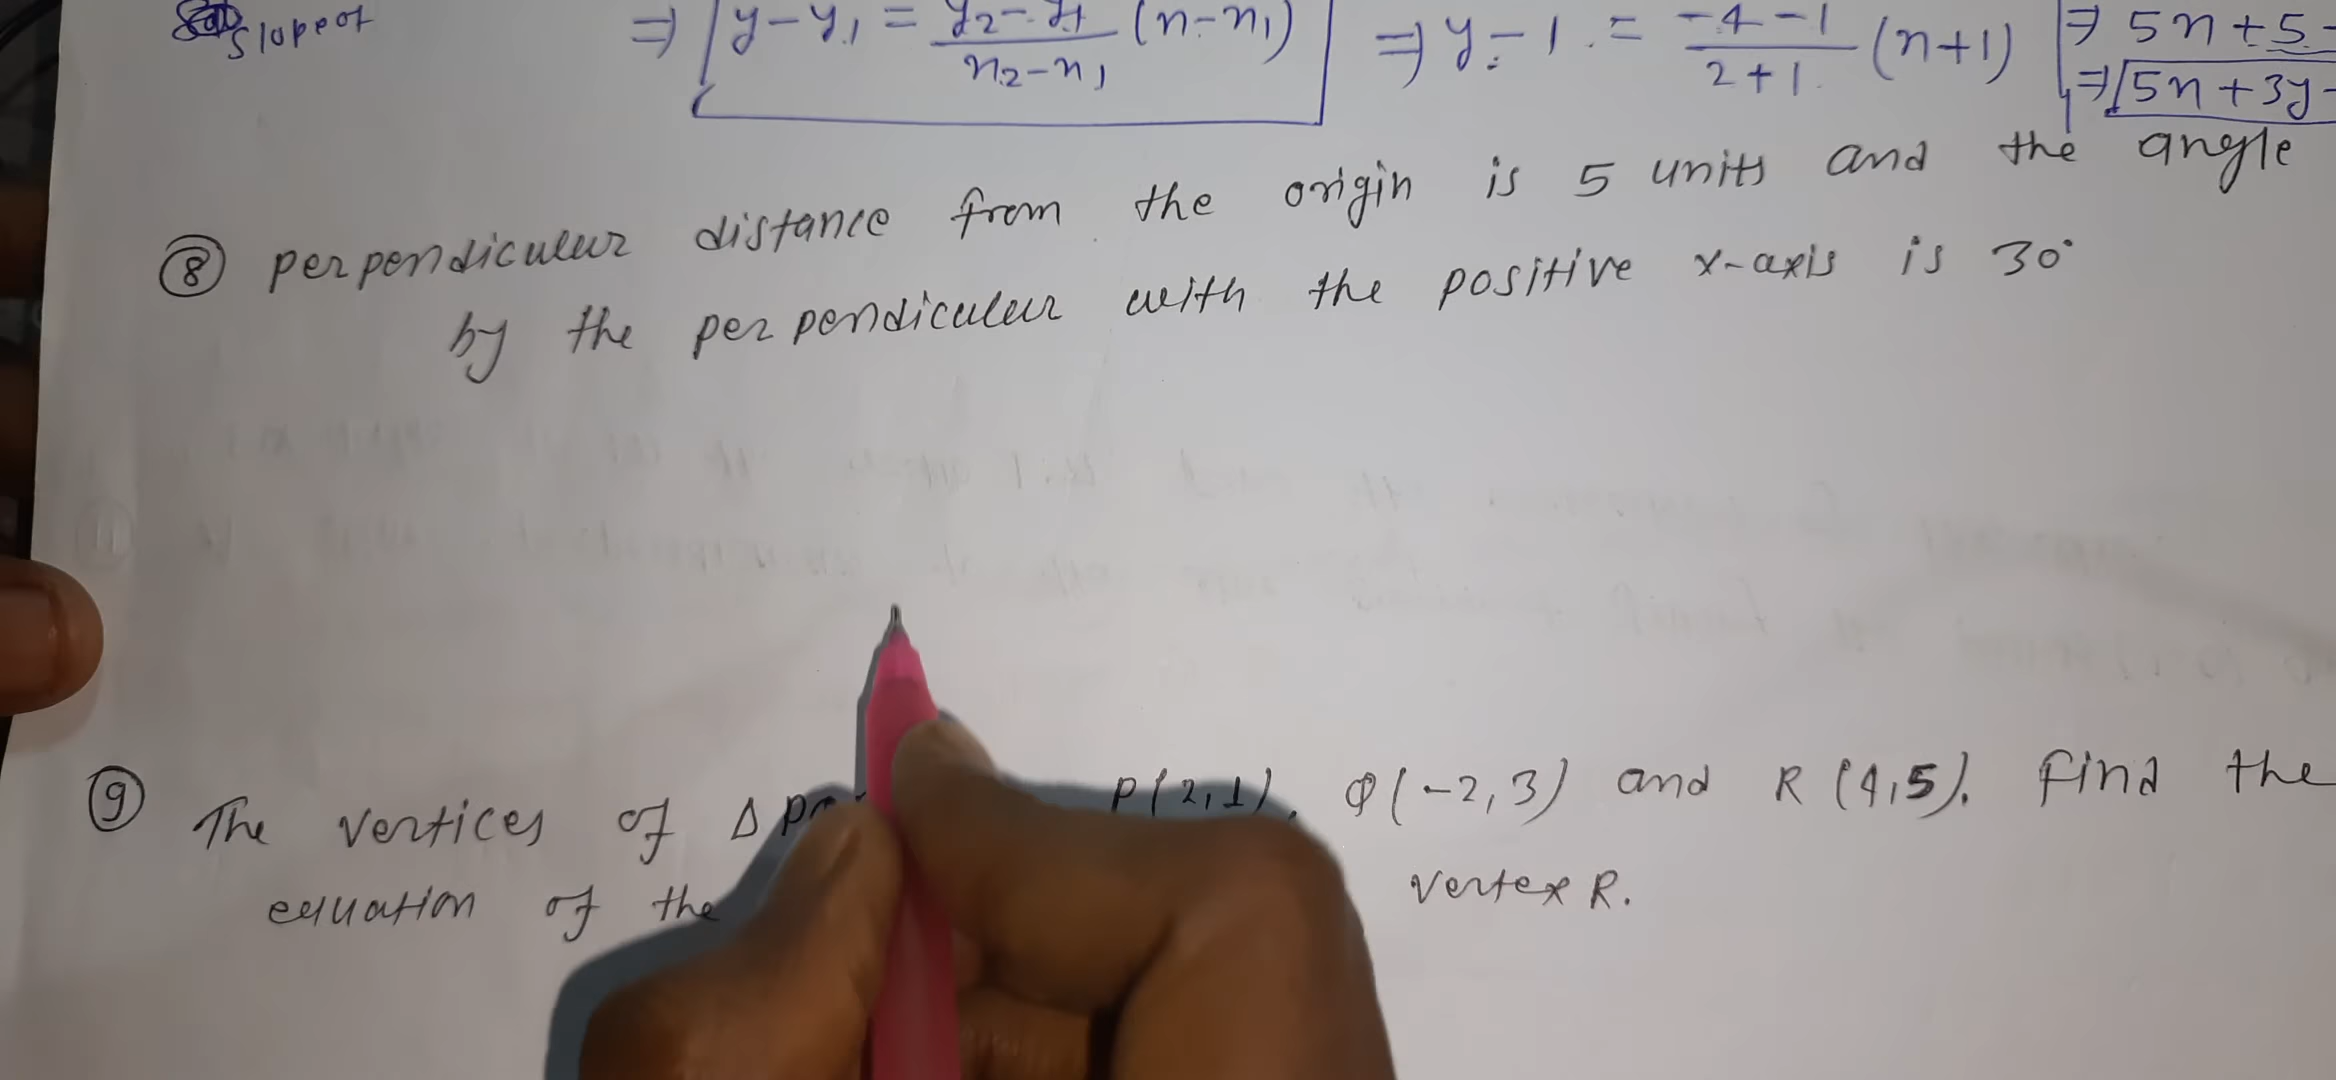 Slope of
⇒ y-y₁ = y₂-y₁/x₂-x₁ (x-x₁) ⇒ y-1 = -4-1/2+1 (x+1) ⇒ 5x+5
⇒ 5x+3y-
⑧ perpendicular distance from the origin is 5 units and the angle
by the perpendicular with the positive x-axis is 30°
⑨ The vertices of Δ P(2,1), Q(-2,3) and R (4,5). Find the
equation of the vertex R.